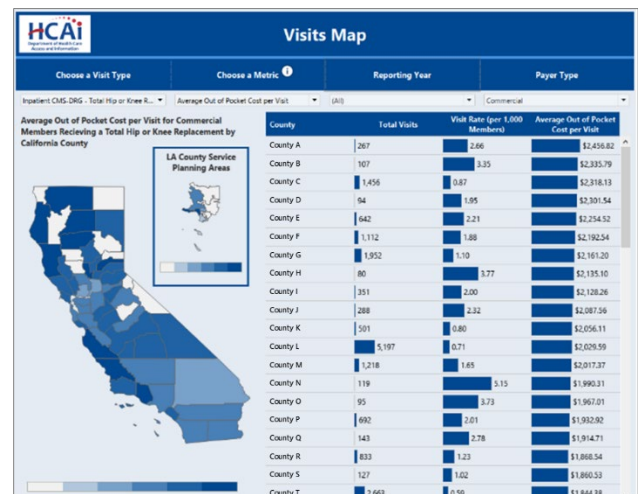 HCAi
Department of Health Care
Access and Information
Visits Map
Choose a Visit Type
Choose a Metric i
Reporting Year
Payer Type
Inpatient CMS-DRG - Total Hip or Knee R...
Average Out of Pocket Cost per Visit
(All)
Commercial
Average Out of Pocket Cost per Visit for Commercial
Members Recieving a Total Hip or Knee Replacement by
California County
LA County Service
Planning Areas
County Total Visits Visit Rate (per 1,000 Members) Average Out of Pocket Cost per Visit
County A 267 2.66 $2,456.82
County B 107 3.35 $2,335.79
County C 1,456 0.87 $2,318.13
County D 94 1.95 $2,301.54
County E 642 2.21 $2,254.52
County F 1,112 1.88 $2,192.54
County G 1,952 1.10 $2,161.20
County H 80 3.77 $2,135.10
County I 351 2.00 $2,128.26
County J 288 2.32 $2,087.56
County K 501 0.80 $2,056.11
County L 5,197 0.71 $2,029.59
County M 1,218 1.65 $2,017.37
County N 119 5.15 $1,990.31
County O 95 3.73 $1,967.01
County P 692 2.01 $1,932.92
County Q 143 2.78 $1,914.71
County R 833 1.23 $1,868.54
County S 127 1.02 $1,860.53
County T 2,663 0.59 $1,844.38